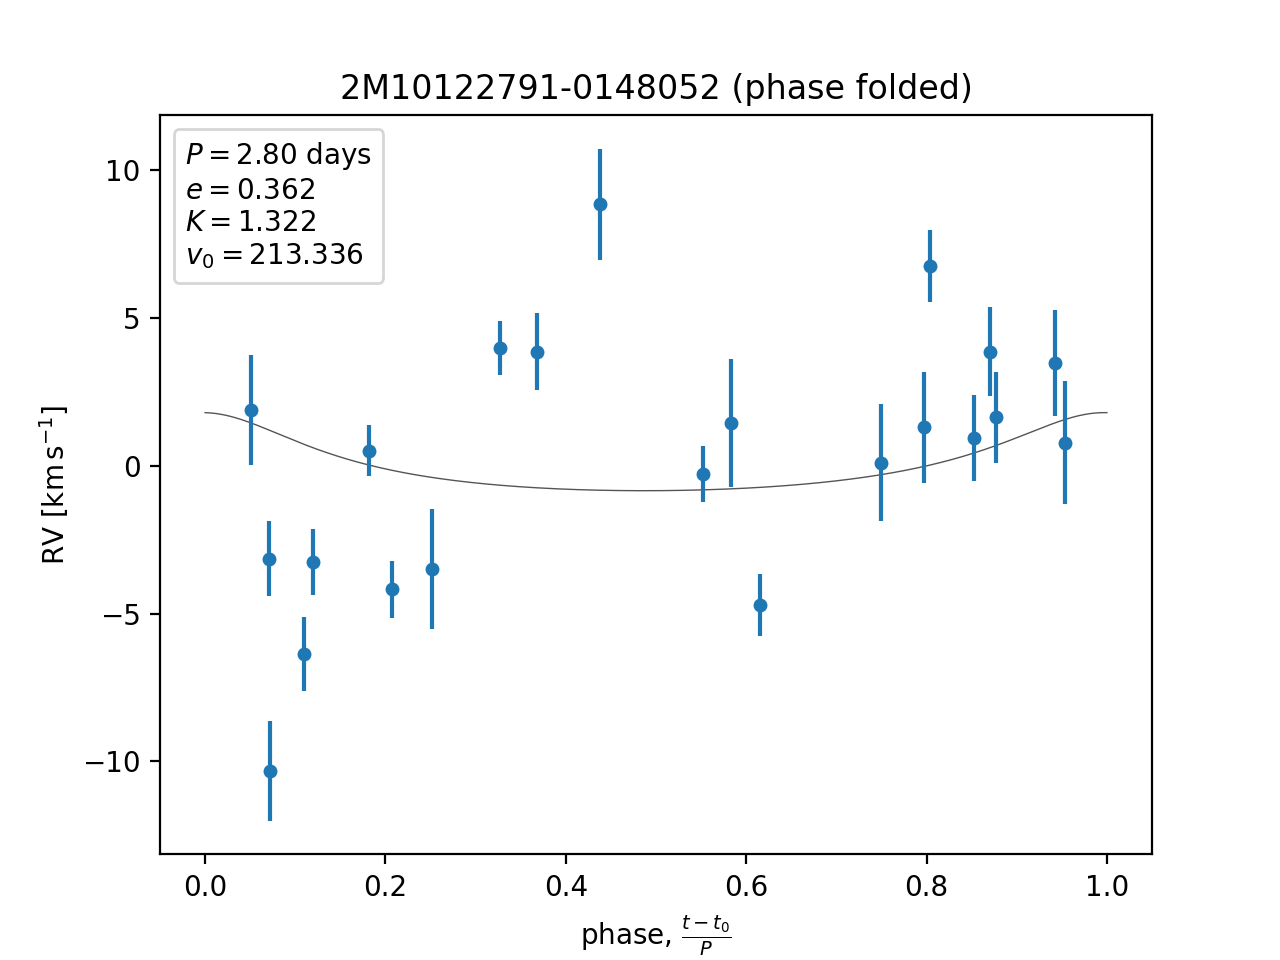 2M10122791-0148052 (phase folded)
P = 2.80 days
e = 0.362
K = 1.322
v₀ = 213.336
10
5
0
−5
−10
RV [km s⁻¹]
0.0 0.2 0.4 0.6 0.8 1.0
phase, (t − t₀)/P